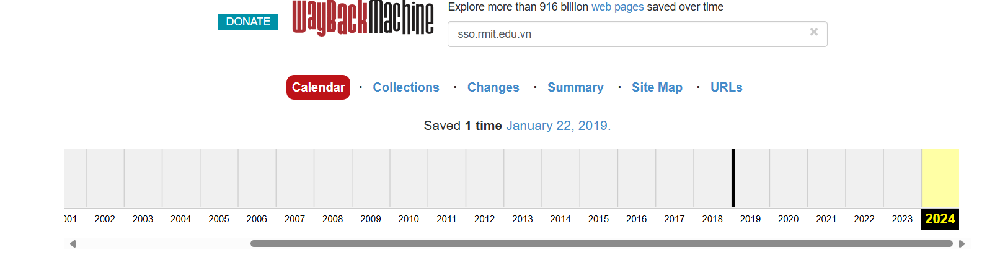 Explore more than 916 billion web pages saved over time
DONATE
WayBackMachine
sso.rmit.edu.vn ×
Calendar · Collections · Changes · Summary · Site Map · URLs
Saved 1 time January 22, 2019.
001 2002 2003 2004 2005 2006 2007 2008 2009 2010 2011 2012 2013 2014 2015 2016 2017 2018 2019 2020 2021 2022 2023 2024